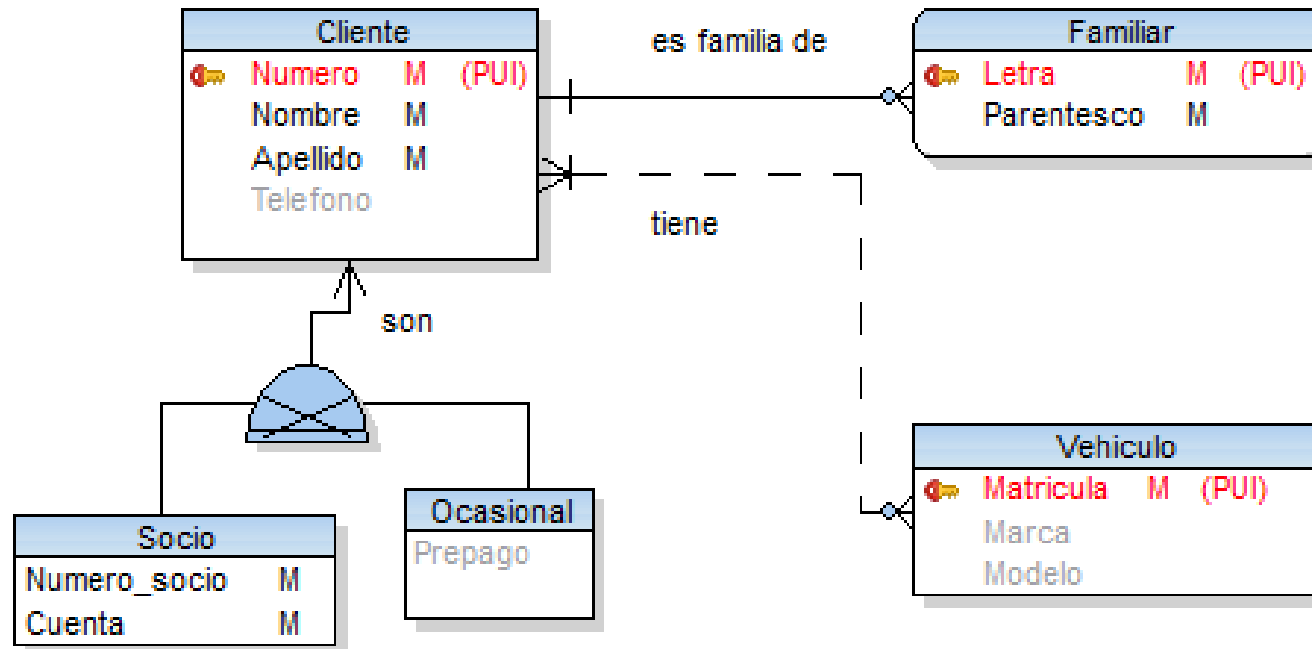 Cliente
Numero M (PUI)
Nombre M
Apellido M
Telefono
es familia de
Familiar
Letra M (PUI)
Parentesco M
tiene
son
Vehiculo
Matricula M (PUI)
Marca
Modelo
Socio
Numero_socio M
Cuenta M
Ocasional
Prepago